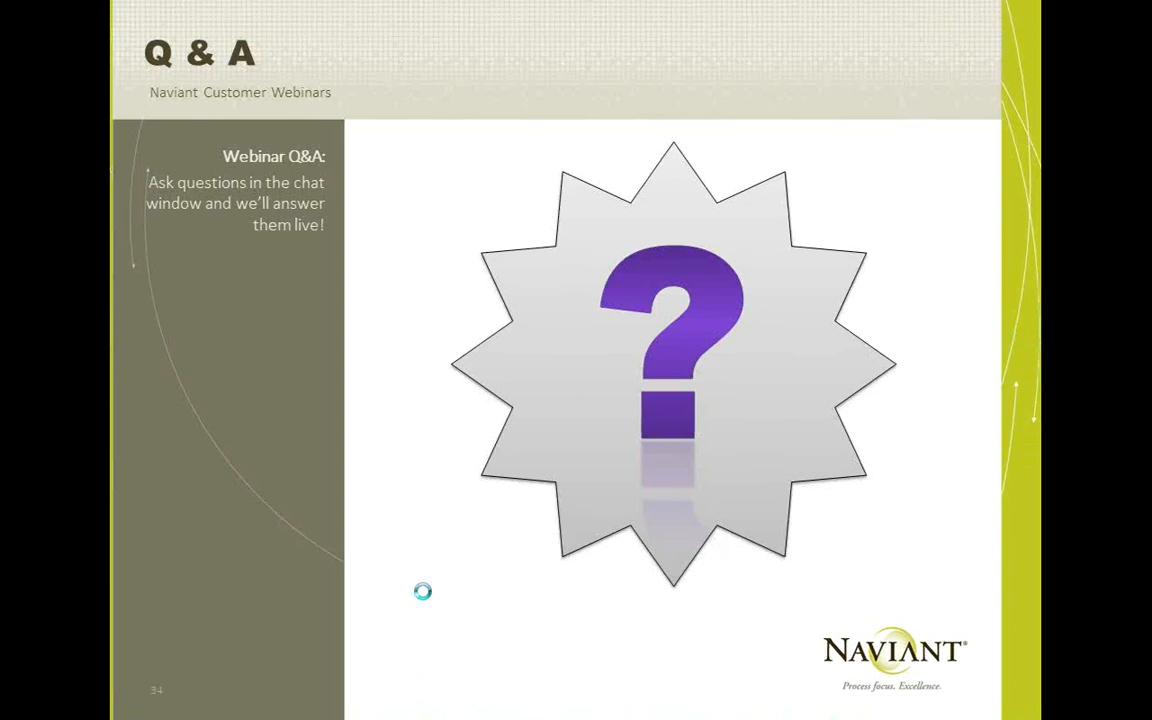 Q & A
Naviant Customer Webinars
Webinar Q&A:
Ask questions in the chat
window and we'll answer
them live!
?
NAVIANT®
Process focus. Excellence.
34